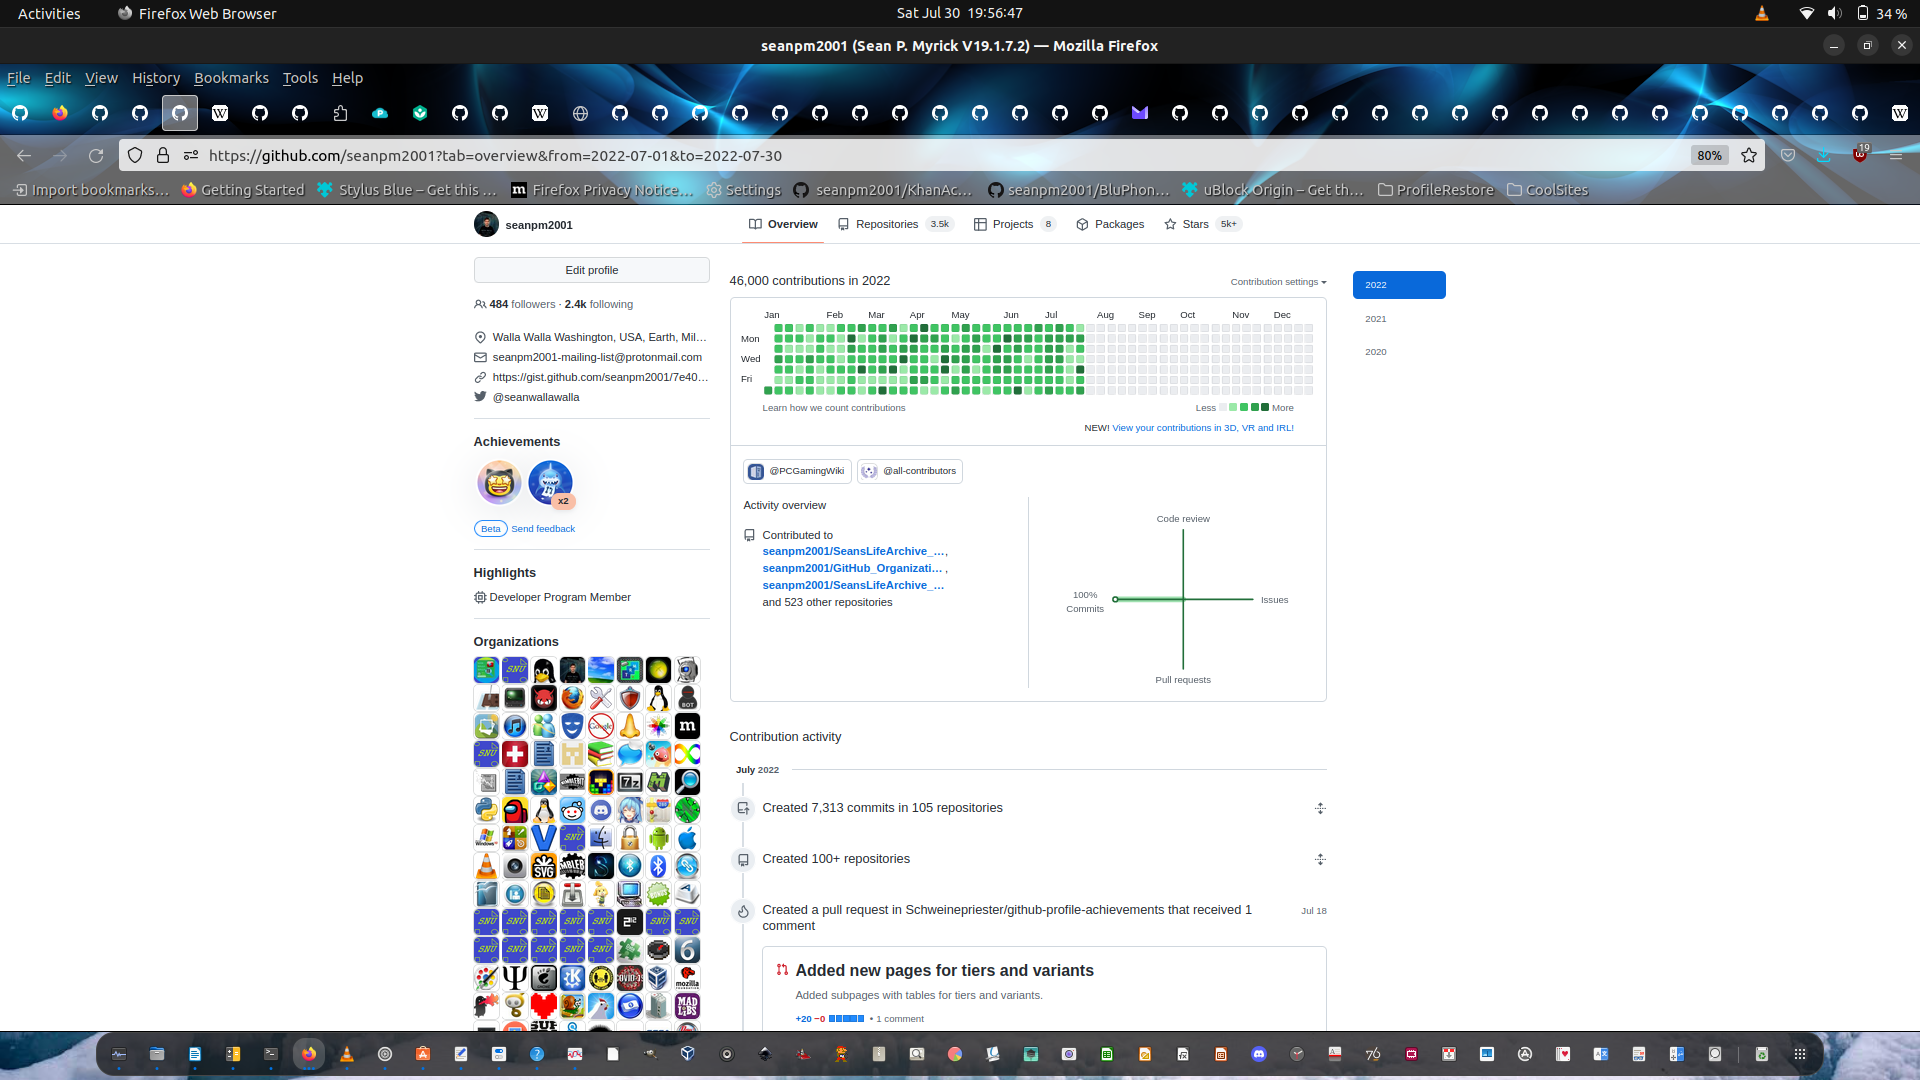 Activities
Firefox Web Browser
Sat Jul 30 19:56:47
34 %
seanpm2001 (Sean P. Myrick V19.1.7.2) — Mozilla Firefox
File Edit View History Bookmarks Tools Help
https://github.com/seanpm2001?tab=overview&from=2022-07-01&to=2022-07-30
80%
19
Import bookmarks…
Getting Started
Stylus Blue – Get this …
Firefox Privacy Notice…
Settings
seanpm2001/KhanAc…
seanpm2001/BluPhon…
uBlock Origin – Get th…
ProfileRestore
CoolSites
seanpm2001
Overview
Repositories 3.5k
Projects 8
Packages
Stars 5k+
Edit profile
484 followers · 2.4k following
Walla Walla Washington, USA, Earth, Mil…
seanpm2001-mailing-list@protonmail.com
https://gist.github.com/seanpm2001/7e40…
@seanwallawalla
Achievements
x2
Beta Send feedback
Highlights
Developer Program Member
Organizations
46,000 contributions in 2022
Contribution settings
2022
2021
2020
Jan Feb Mar Apr May Jun Jul Aug Sep Oct Nov Dec
Mon
Wed
Fri
Learn how we count contributions
Less More
NEW! View your contributions in 3D, VR and IRL!
@PCGamingWiki
@all-contributors
Activity overview
Contributed to
seanpm2001/SeansLifeArchive_…,
seanpm2001/GitHub_Organizati… ,
seanpm2001/SeansLifeArchive_…
and 523 other repositories
Code review
100%
Commits
Issues
Pull requests
Contribution activity
July 2022
Created 7,313 commits in 105 repositories
Created 100+ repositories
Created a pull request in Schweinepriester/github-profile-achievements that received 1
comment
Jul 18
Added new pages for tiers and variants
Added subpages with tables for tiers and variants.
+20 −0 • 1 comment